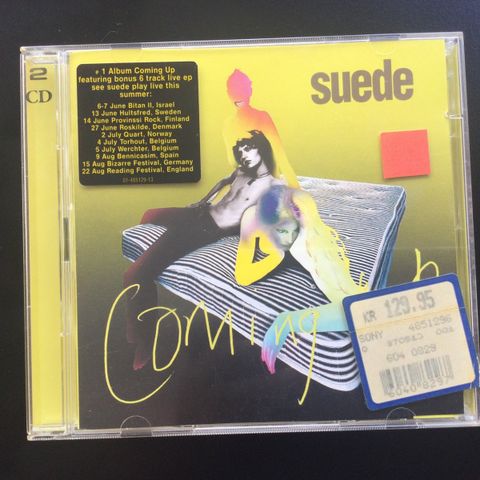 2
CD
# 1 Album Coming Up
featuring bonus 6 track live ep
see suede play live this
summer:
6-7 June Bitan II, Israel
13 June Hultsfred, Sweden
14 June Provinssi Rock, Finland
27 June Roskilde, Denmark
2 July Quart, Norway
4 July Torhout, Belgium
5 July Werchter, Belgium
9 Aug Bennicasim, Spain
15 Aug Bizarre Festival, Germany
22 Aug Reading Festival, England
suede
Coming
KR 129.95
SONY 4851296
604 0829